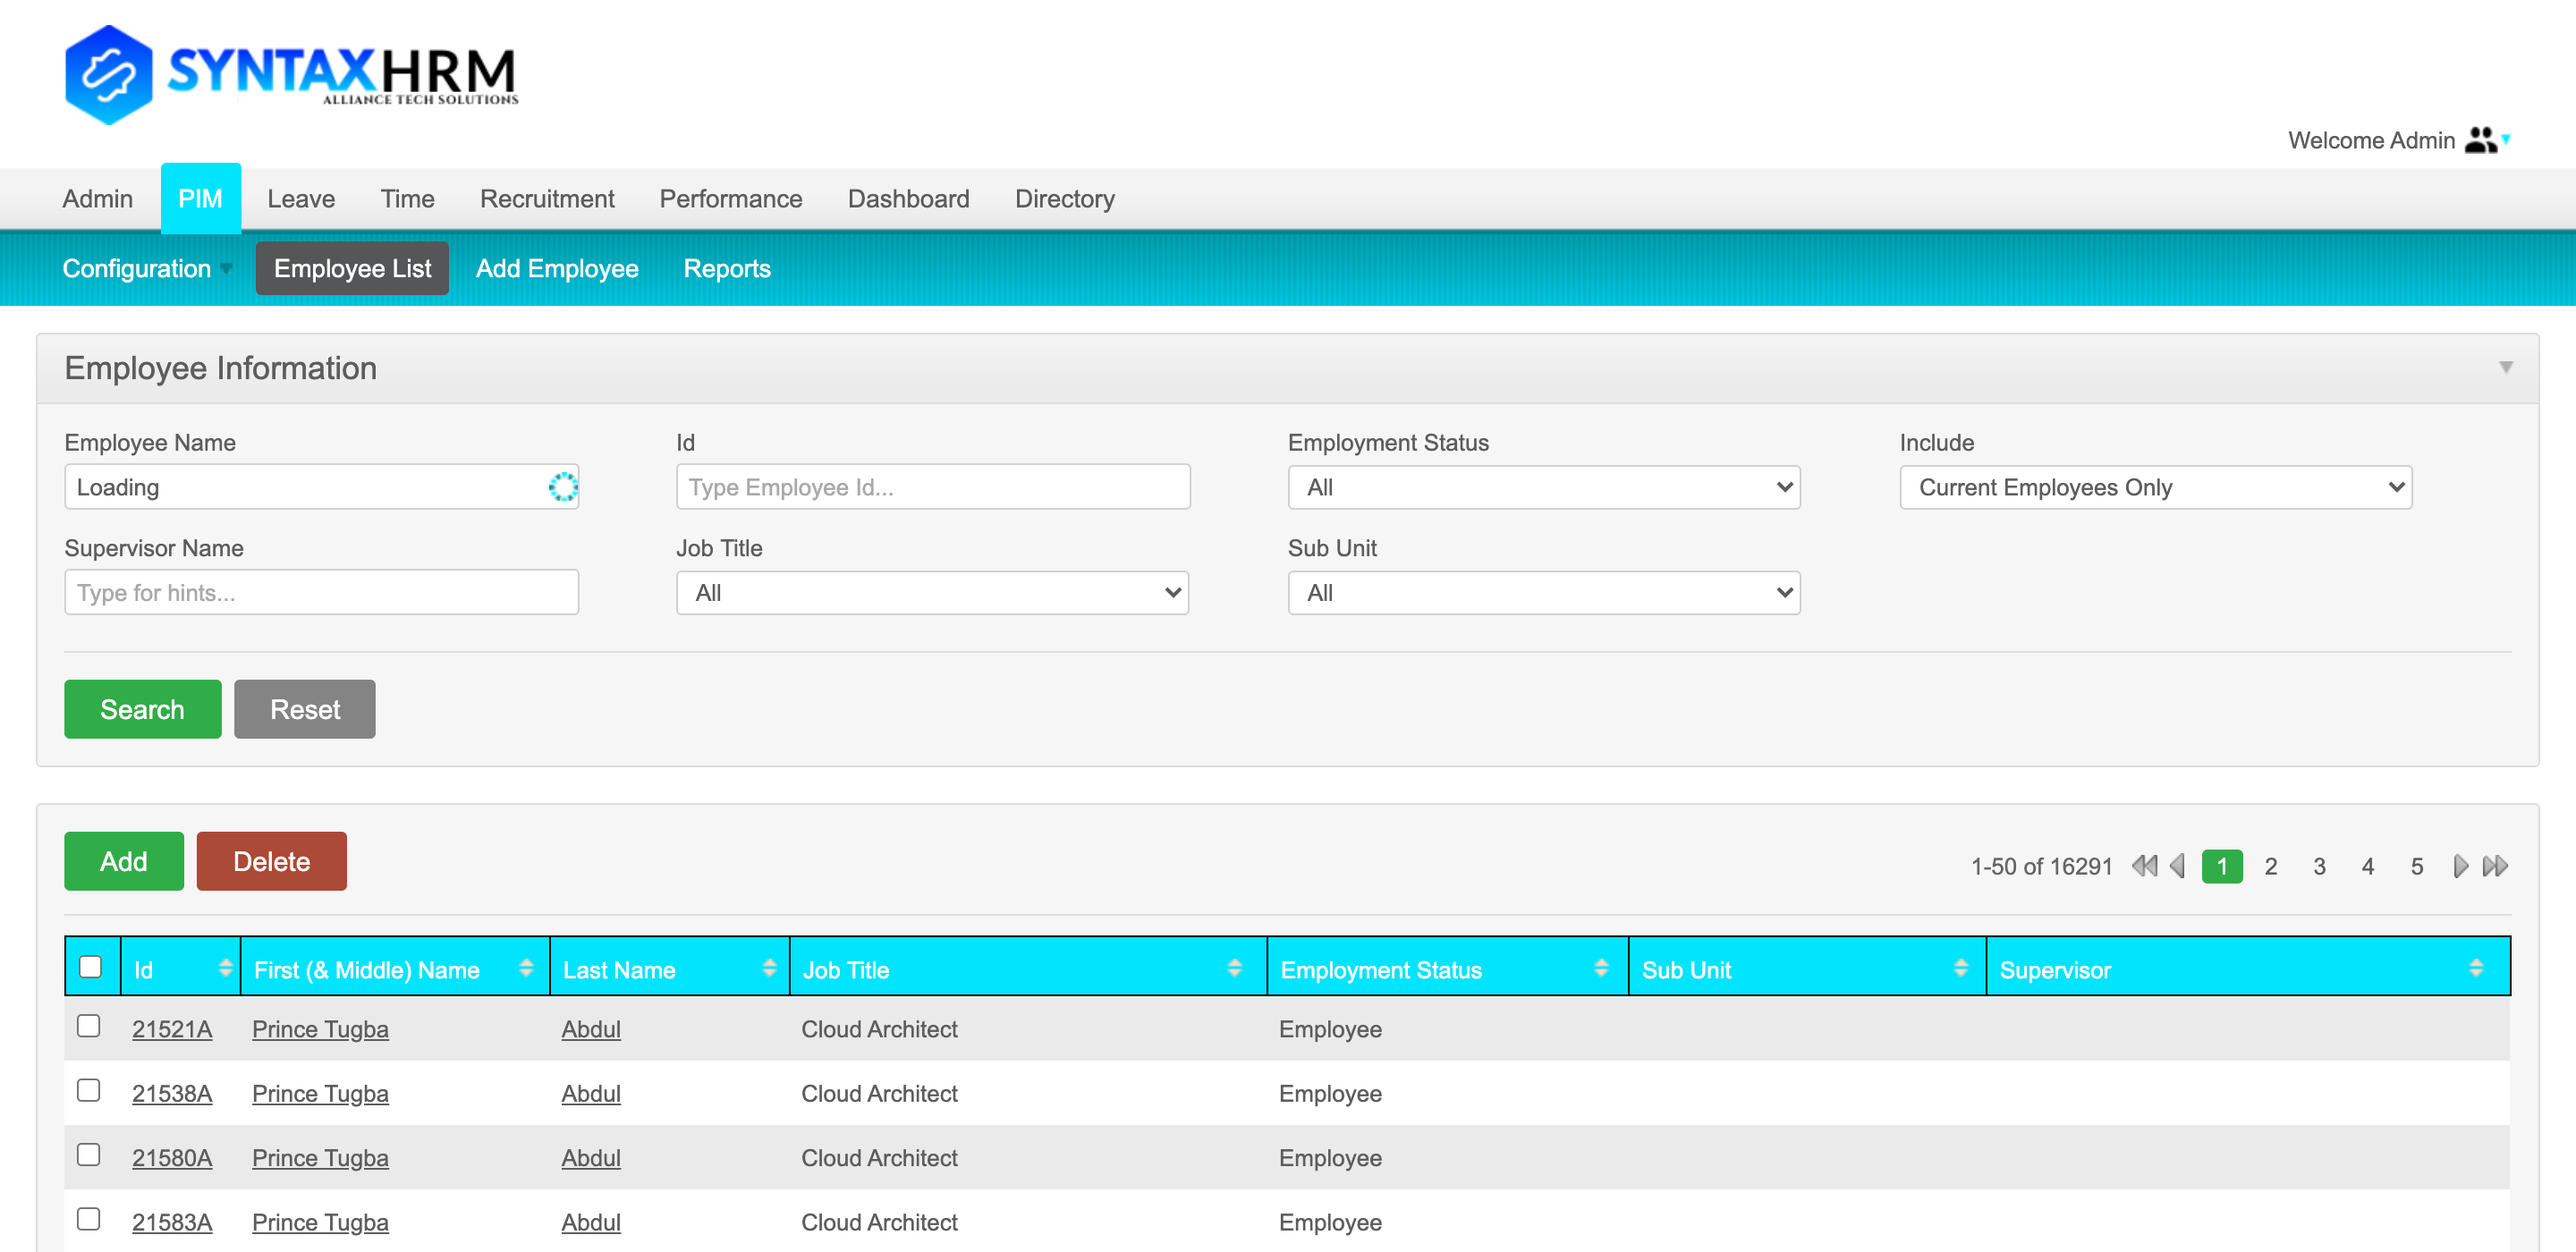 SYNTAXHRM
ALLIANCE TECH SOLUTIONS
Welcome Admin
Admin PIM Leave Time Recruitment Performance Dashboard Directory
Configuration Employee List Add Employee Reports
Employee Information
Employee Name Id Employment Status Include
Loading Type Employee Id... All Current Employees Only
Supervisor Name Job Title Sub Unit
Type for hints... All All
Search Reset
Add Delete 1-50 of 16291 1 2 3 4 5
Id First (& Middle) Name Last Name Job Title Employment Status Sub Unit Supervisor
21521A Prince Tugba Abdul Cloud Architect Employee
21538A Prince Tugba Abdul Cloud Architect Employee
21580A Prince Tugba Abdul Cloud Architect Employee
21583A Prince Tugba Abdul Cloud Architect Employee